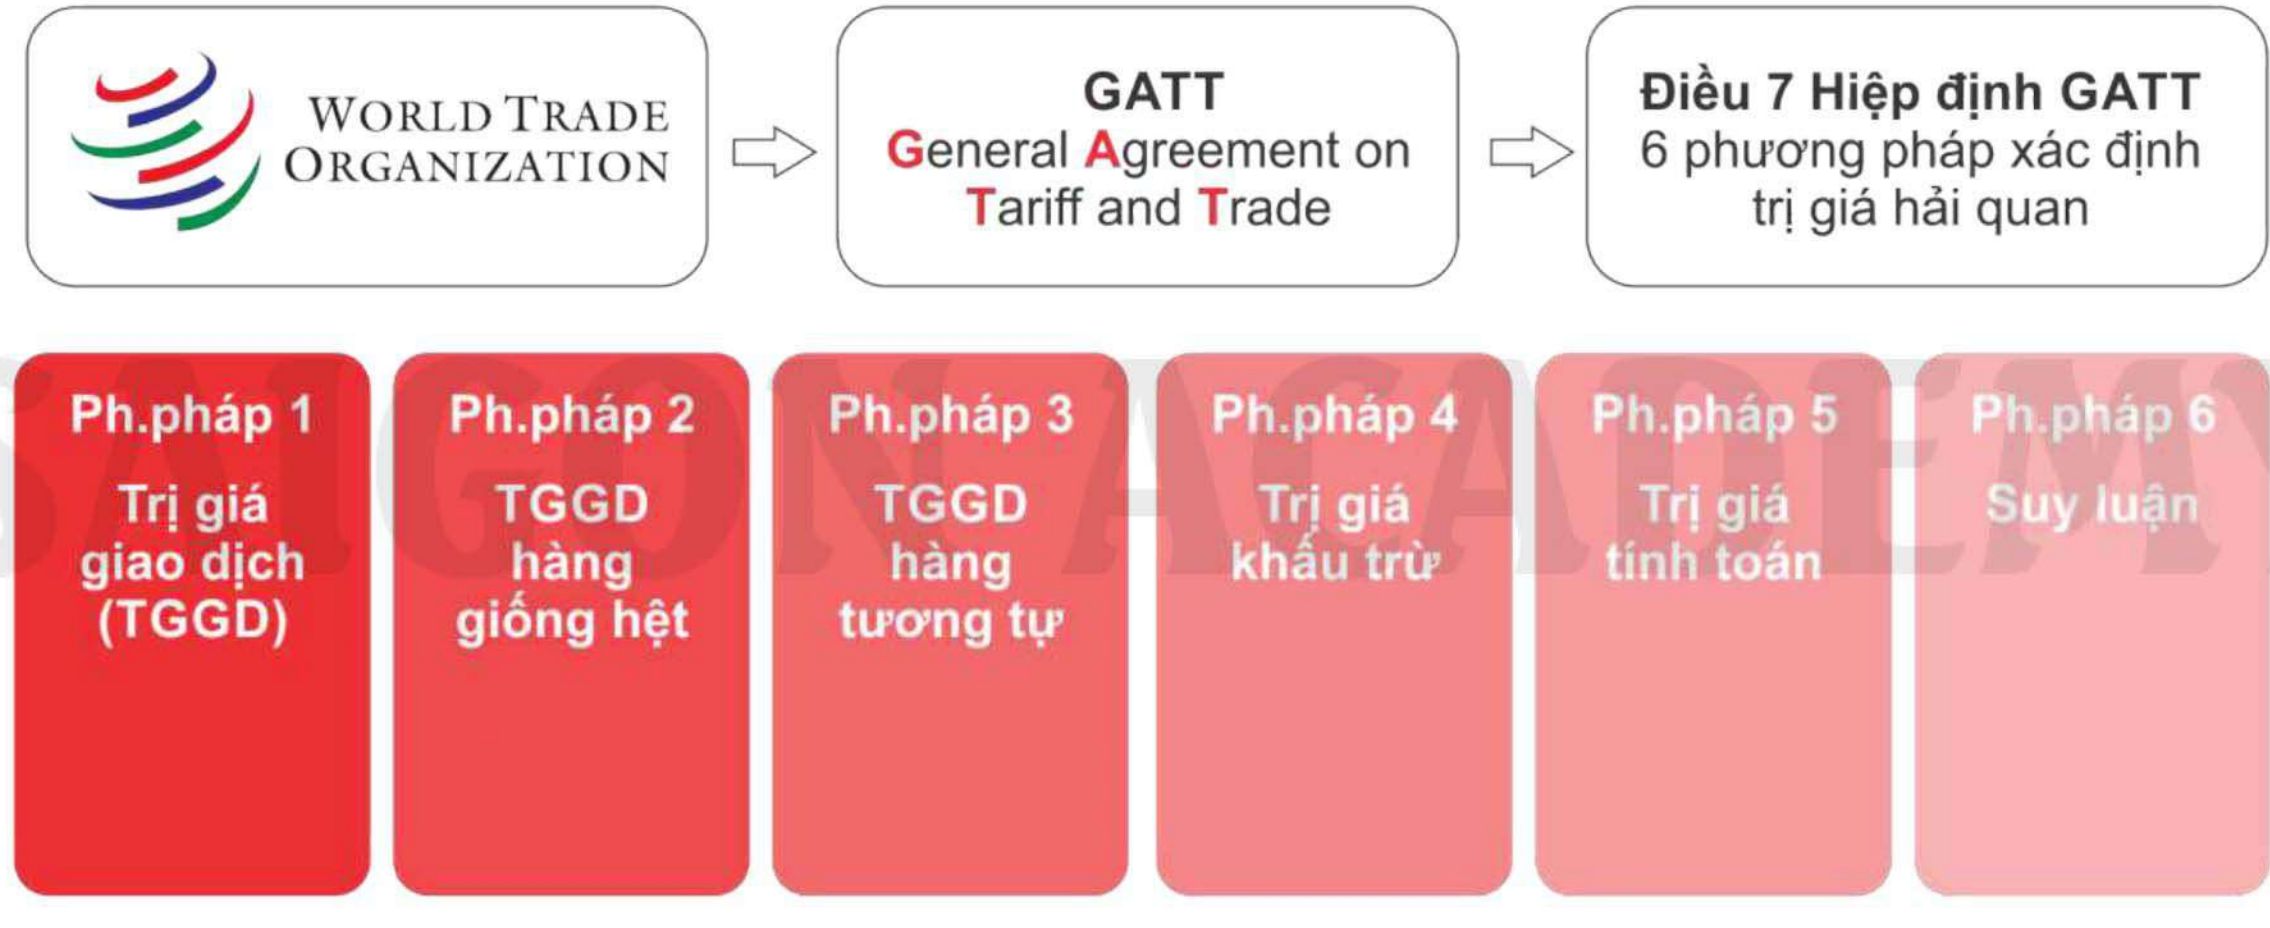 WORLD TRADE
ORGANIZATION
GATT
General Agreement on
Tariff and Trade
Điều 7 Hiệp định GATT
6 phương pháp xác định
trị giá hải quan
SAIGON ACADEMY
Ph.pháp 1
Trị giá
giao dịch
(TGGD)
Ph.pháp 2
TGGD
hàng
giống hệt
Ph.pháp 3
TGGD
hàng
tương tự
Ph.pháp 4
Trị giá
khấu trừ
Ph.pháp 5
Trị giá
tính toán
Ph.pháp 6
Suy luận